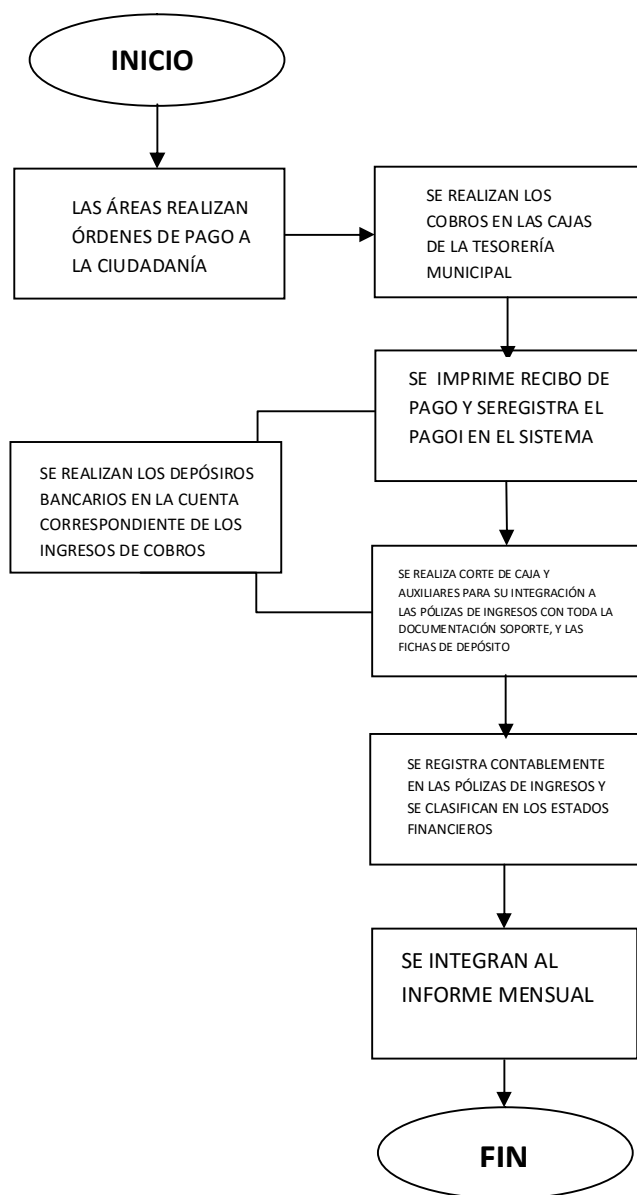 INICIO
LAS ÁREAS REALIZAN
ÓRDENES DE PAGO A
LA CIUDADANÍA
SE REALIZAN LOS
COBROS EN LAS CAJAS
DE LA TESORERÍA
MUNICIPAL
SE IMPRIME RECIBO DE
PAGO Y SEREGISTRA EL
PAGOI EN EL SISTEMA
SE REALIZAN LOS DEPÓSIROS
BANCARIOS EN LA CUENTA
CORRESPONDIENTE DE LOS
INGRESOS DE COBROS
SE REALIZA CORTE DE CAJA Y
AUXILIARES PARA SU INTEGRACIÓN A
LAS PÓLIZAS DE INGRESOS CON TODA LA
DOCUMENTACIÓN SOPORTE, Y LAS
FICHAS DE DEPÓSITO
SE REGISTRA CONTABLEMENTE
EN LAS PÓLIZAS DE INGRESOS Y
SE CLASIFICAN EN LOS ESTADOS
FINANCIEROS
SE INTEGRAN AL
INFORME MENSUAL
FIN